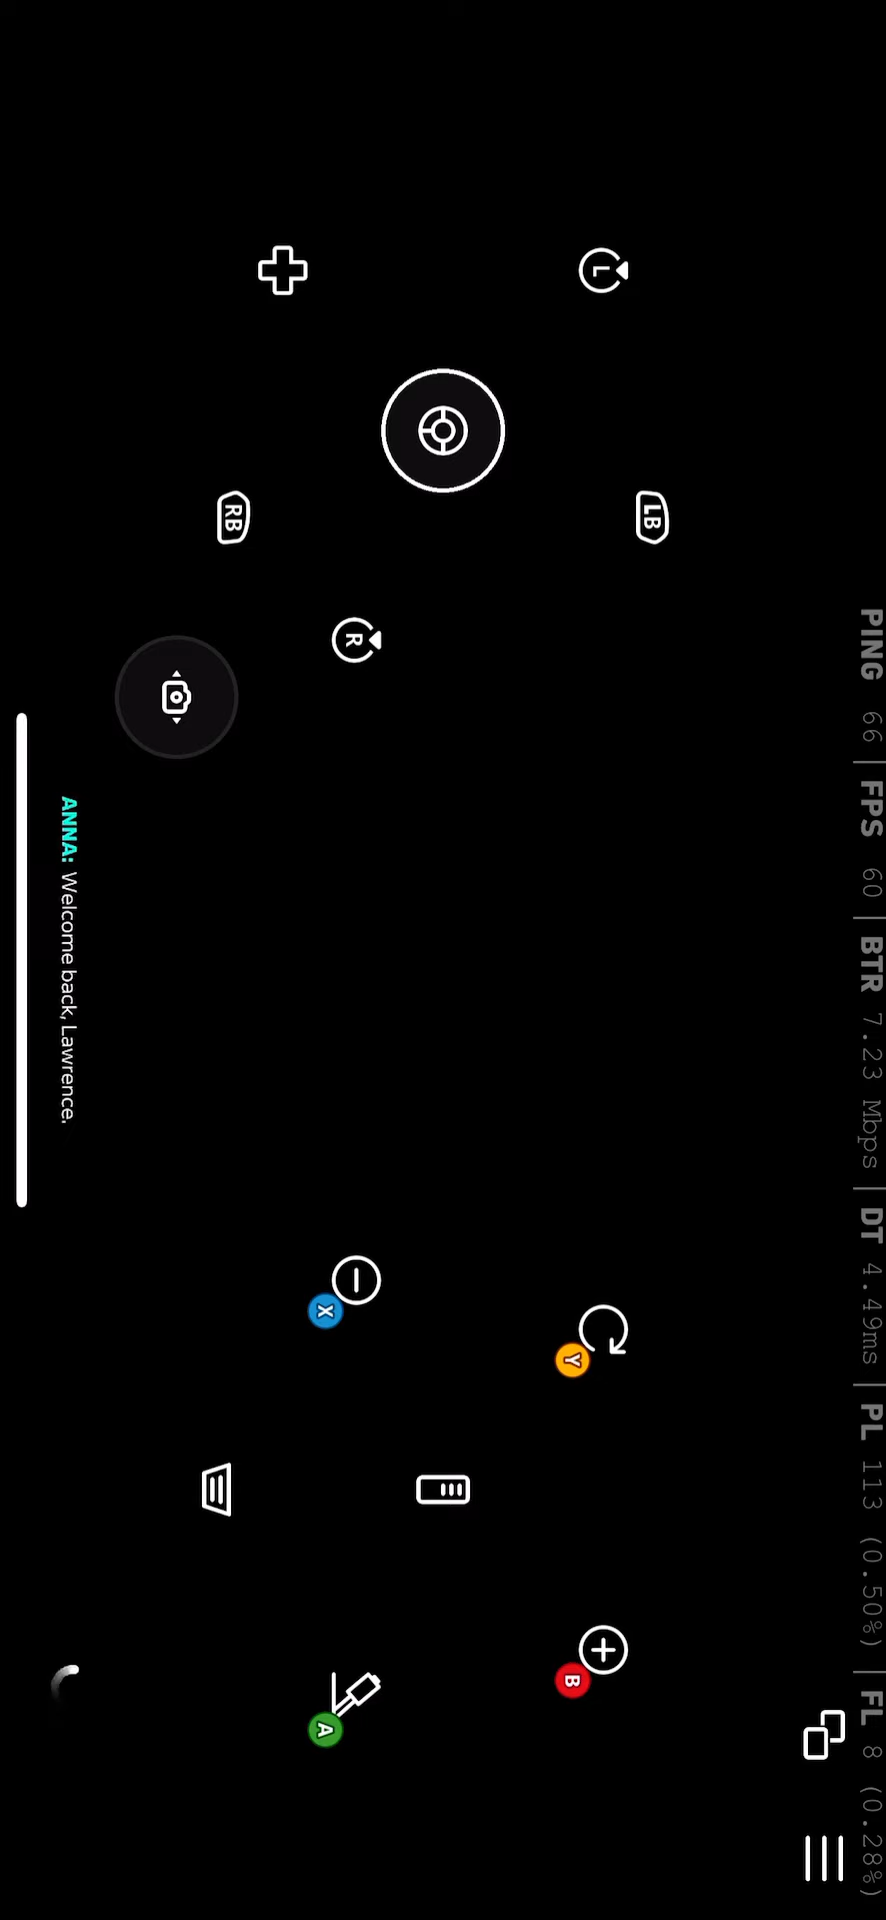 PING 66 | FPS 60 | BTR 7.23 Mbps | DT 4.49ms | PL 113 (0.50%) | FL 8 (0.28%)
L
LB
R
RB
Y
B
X
A
ANNA: Welcome back, Lawrence.